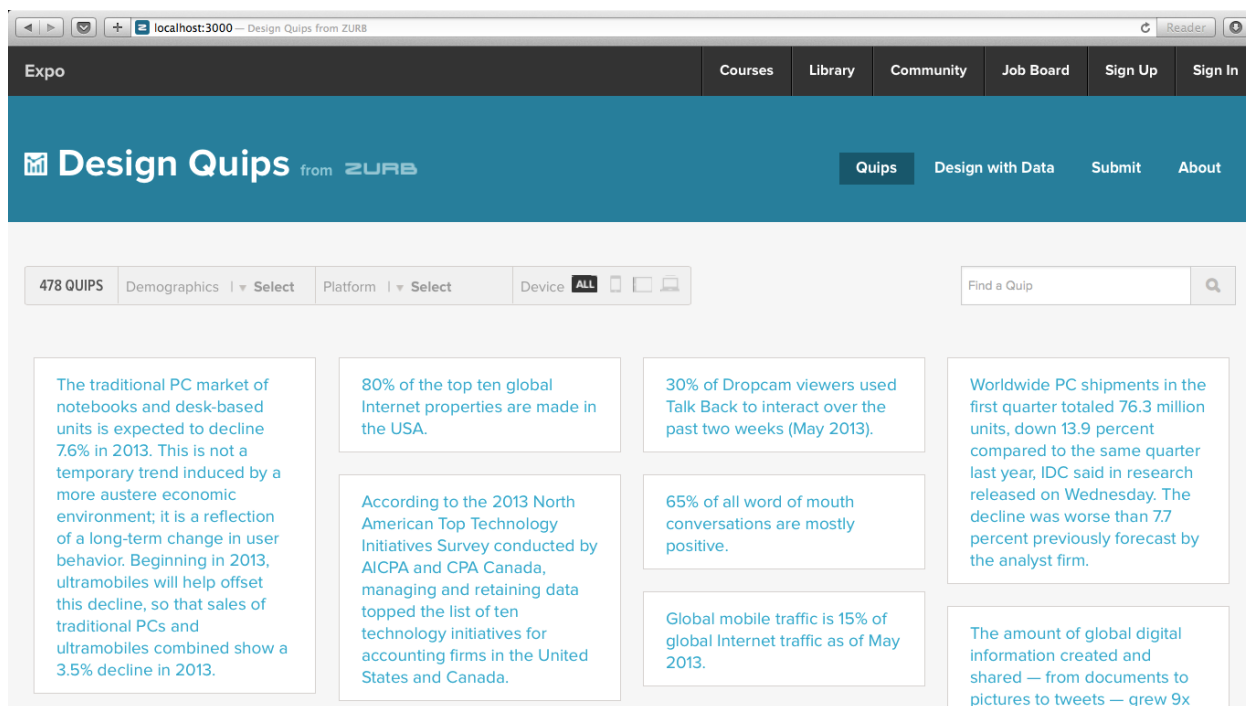 localhost:3000 — Design Quips from ZURB
Reader
Expo
Courses
Library
Community
Job Board
Sign Up
Sign In
Design Quips from ZURB
Quips
Design with Data
Submit
About
478 QUIPS
Demographics
Select
Platform
Select
Device
ALL
Find a Quip
The traditional PC market of
notebooks and desk-based
units is expected to decline
7.6% in 2013. This is not a
temporary trend induced by a
more austere economic
environment; it is a reflection
of a long-term change in user
behavior. Beginning in 2013,
ultramobiles will help offset
this decline, so that sales of
traditional PCs and
ultramobiles combined show a
3.5% decline in 2013.
80% of the top ten global
Internet properties are made in
the USA.
According to the 2013 North
American Top Technology
Initiatives Survey conducted by
AICPA and CPA Canada,
managing and retaining data
topped the list of ten
technology initiatives for
accounting firms in the United
States and Canada.
30% of Dropcam viewers used
Talk Back to interact over the
past two weeks (May 2013).
65% of all word of mouth
conversations are mostly
positive.
Global mobile traffic is 15% of
global Internet traffic as of May
2013.
Worldwide PC shipments in the
first quarter totaled 76.3 million
units, down 13.9 percent
compared to the same quarter
last year, IDC said in research
released on Wednesday. The
decline was worse than 7.7
percent previously forecast by
the analyst firm.
The amount of global digital
information created and
shared — from documents to
pictures to tweets — grew 9x